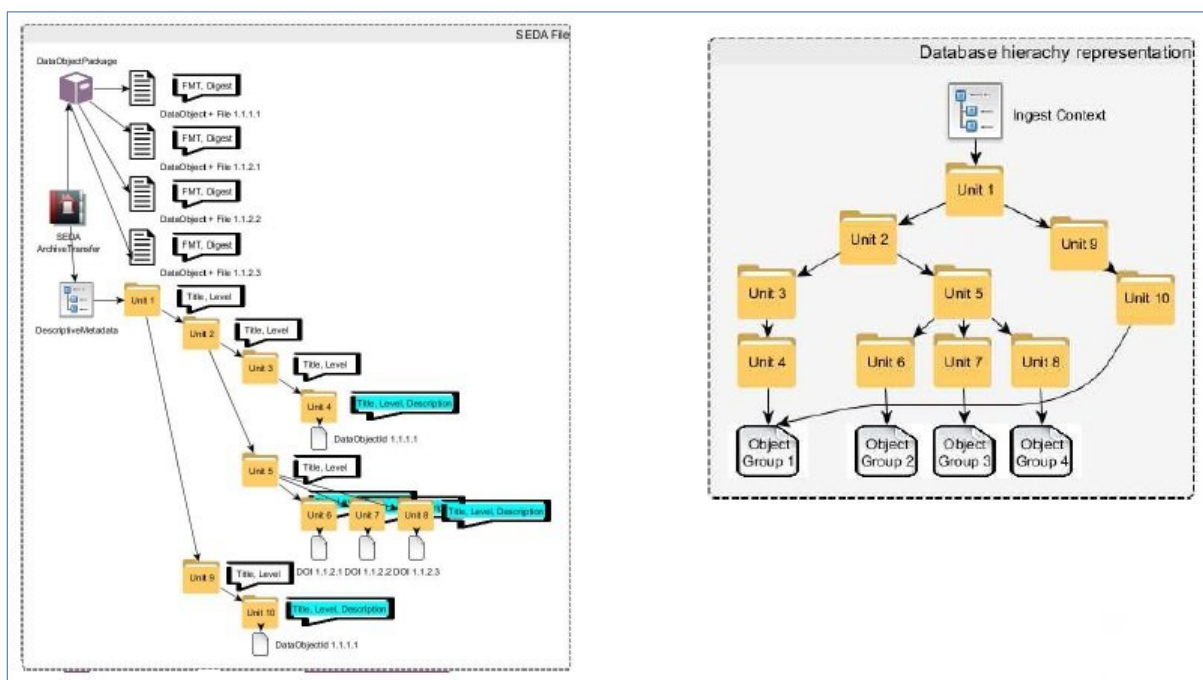 SEDA File
DataObjectPackage
FMT, Digest
DataObject + File 1.1.1.1
FMT, Digest
DataObject + File 1.1.2.1
FMT, Digest
DataObject + File 1.1.2.2
FMT, Digest
DataObject + File 1.1.2.3
SEDA
ArchiveTransfer
DescriptiveMetadata
Unit 1
Title, Level
Unit 2
Title, Level
Unit 3
Title, Level
Unit 4
Title, Level, Description
DataObjectId 1.1.1.1
Unit 5
Title, Level
Unit 6
Unit 7
Unit 8
Title, Level, Description
DOI 1.1.2.1
DOI 1.1.2.2
DOI 1.1.2.3
Unit 9
Title, Level
Unit 10
Title, Level, Description
DataObjectId 1.1.1.1
Database hierachy representation
Ingest Context
Unit 1
Unit 2
Unit 9
Unit 3
Unit 5
Unit 10
Unit 4
Unit 6
Unit 7
Unit 8
Object
Group 1
Object
Group 2
Object
Group 3
Object
Group 4